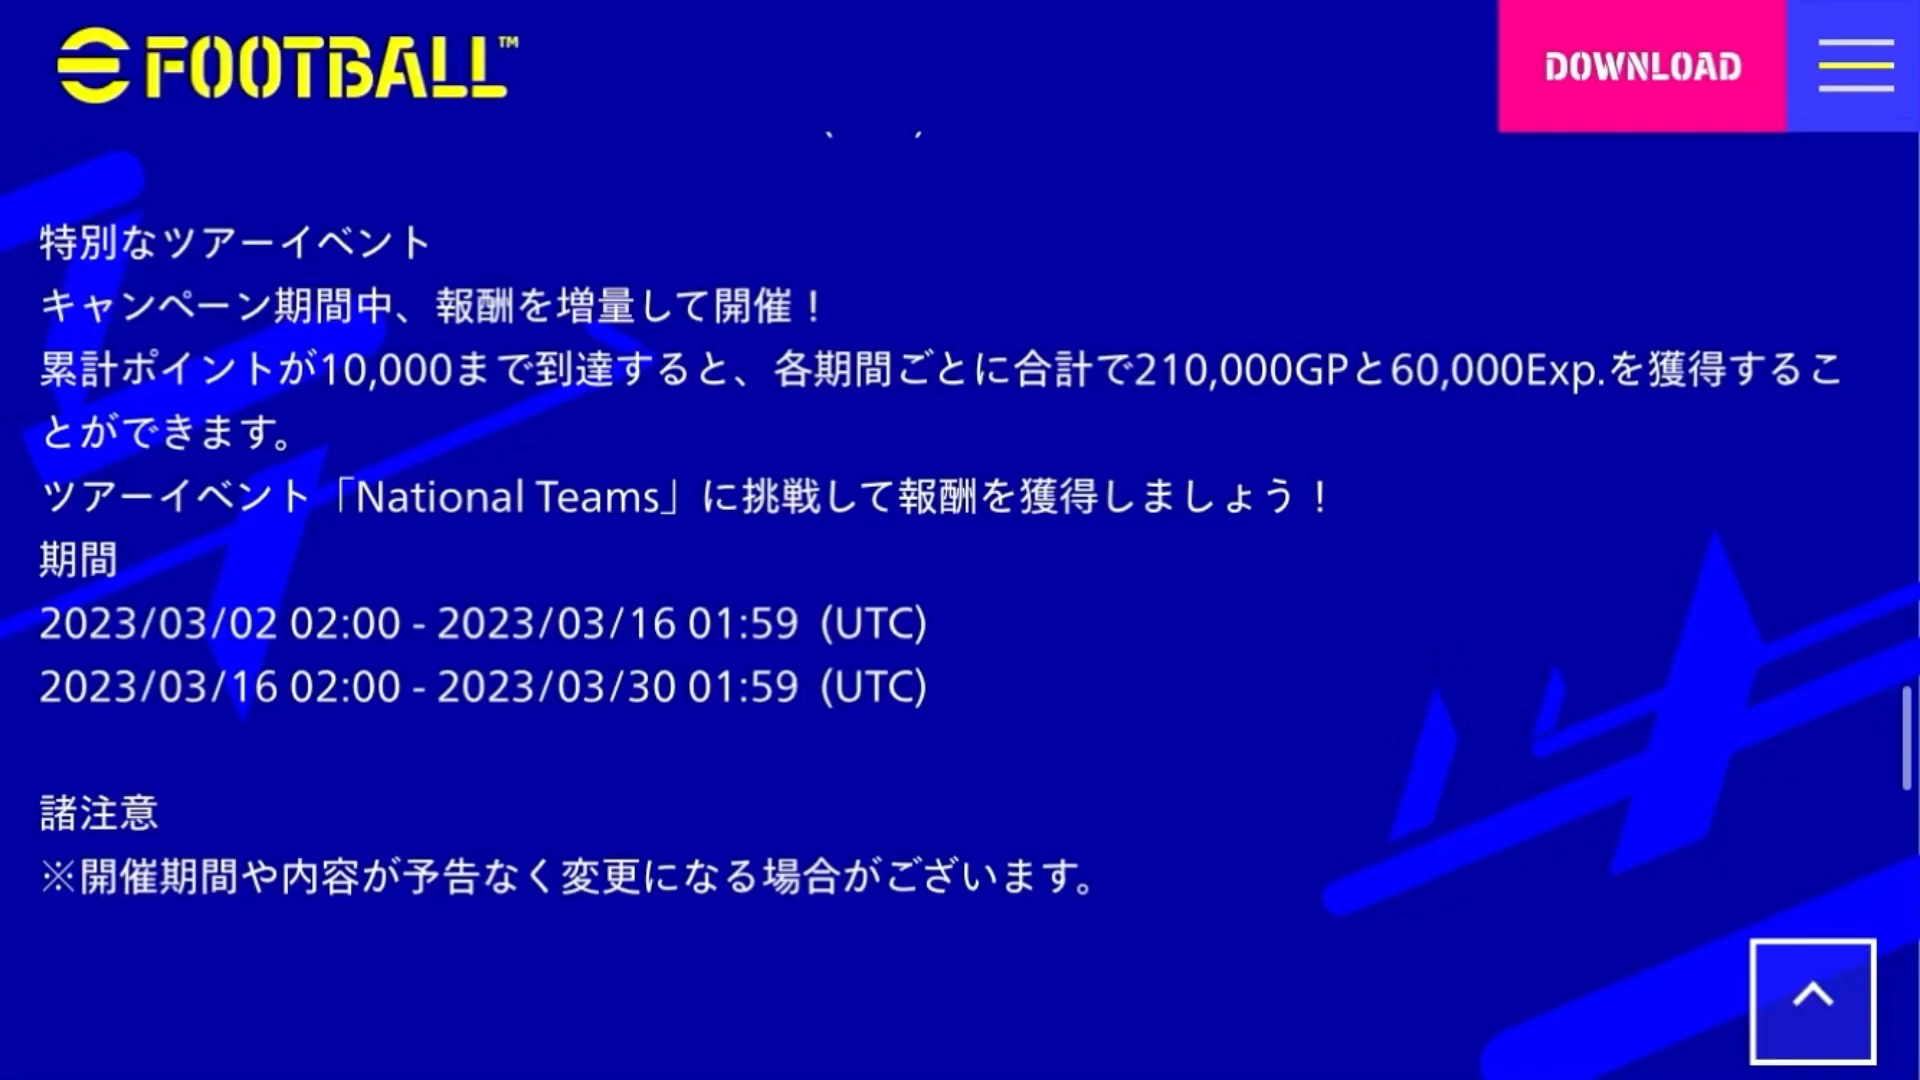 FOOTBALL™
DOWNLOAD
特別なツアーイベント
キャンペーン期間中、報酬を増量して開催！
累計ポイントが10,000まで到達すると、各期間ごとに合計で210,000GPと60,000Exp.を獲得するこ
とができます。
ツアーイベント「National Teams」に挑戦して報酬を獲得しましょう！
期間
2023/03/02 02:00 - 2023/03/16 01:59（UTC）
2023/03/16 02:00 - 2023/03/30 01:59（UTC）
諸注意
※開催期間や内容が予告なく変更になる場合がございます。